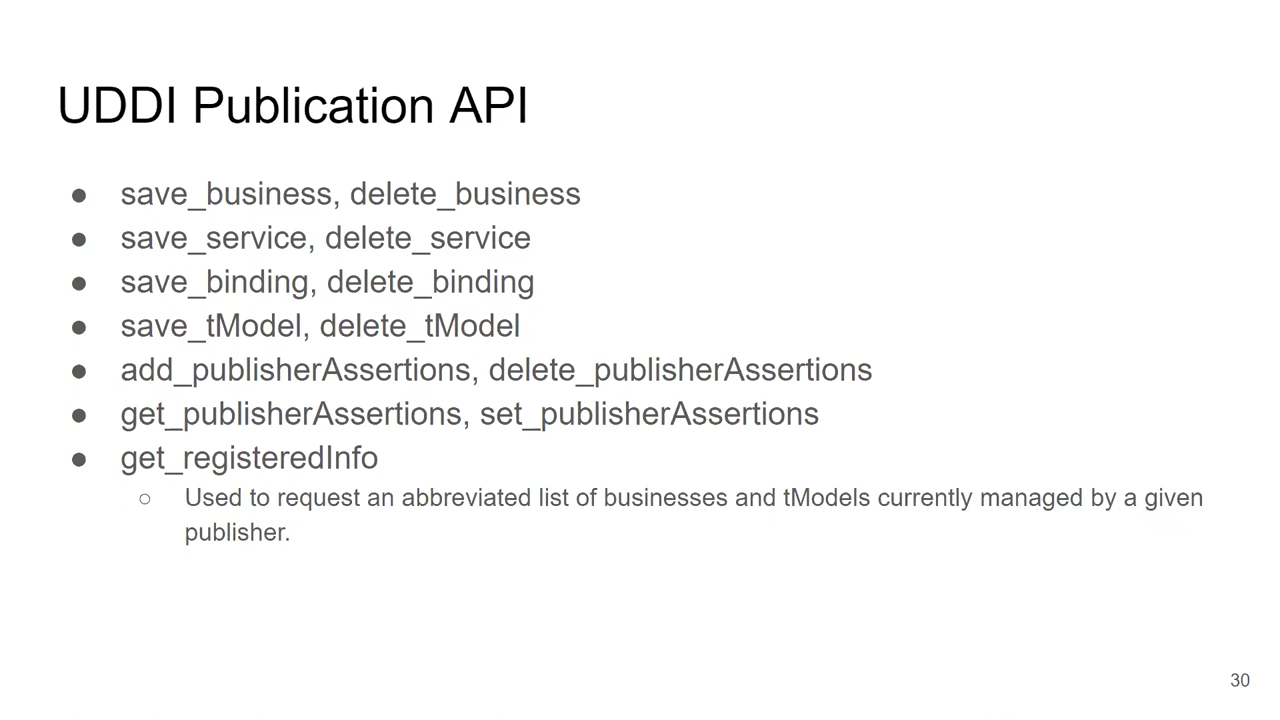 UDDI Publication API
● save_business, delete_business
● save_service, delete_service
● save_binding, delete_binding
● save_tModel, delete_tModel
● add_publisherAssertions, delete_publisherAssertions
● get_publisherAssertions, set_publisherAssertions
● get_registeredInfo
○ Used to request an abbreviated list of businesses and tModels currently managed by a given
publisher.
30